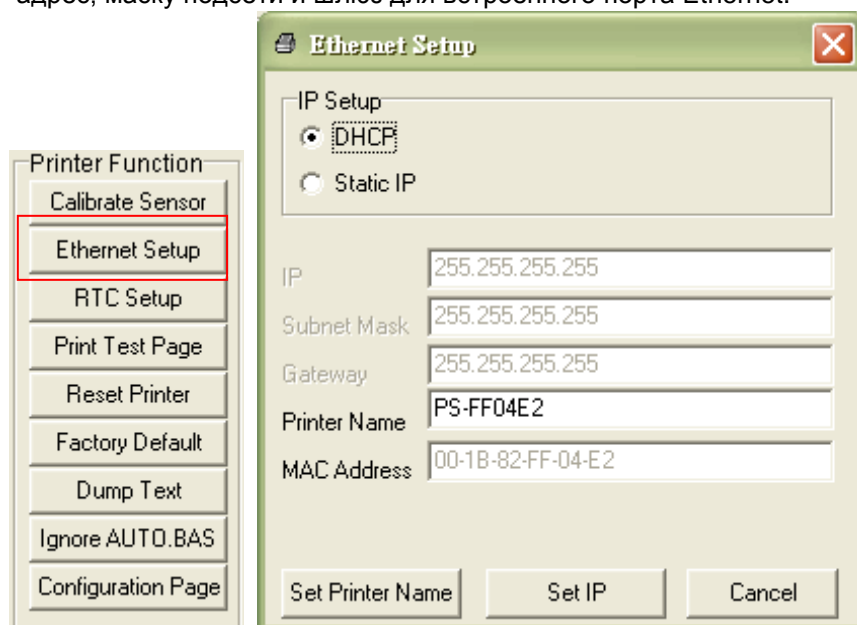 адрес, маску подсети и шлюз для встроенного порта Ethernet.
Printer Function
Calibrate Sensor
Ethernet Setup
RTC Setup
Print Test Page
Reset Printer
Factory Default
Dump Text
Ignore AUTO.BAS
Configuration Page
Ethernet Setup
IP Setup
DHCP
Static IP
IP 255.255.255.255
Subnet Mask 255.255.255.255
Gateway 255.255.255.255
Printer Name PS-FF04E2
MAC Address 00-1B-82-FF-04-E2
Set Printer Name Set IP Cancel